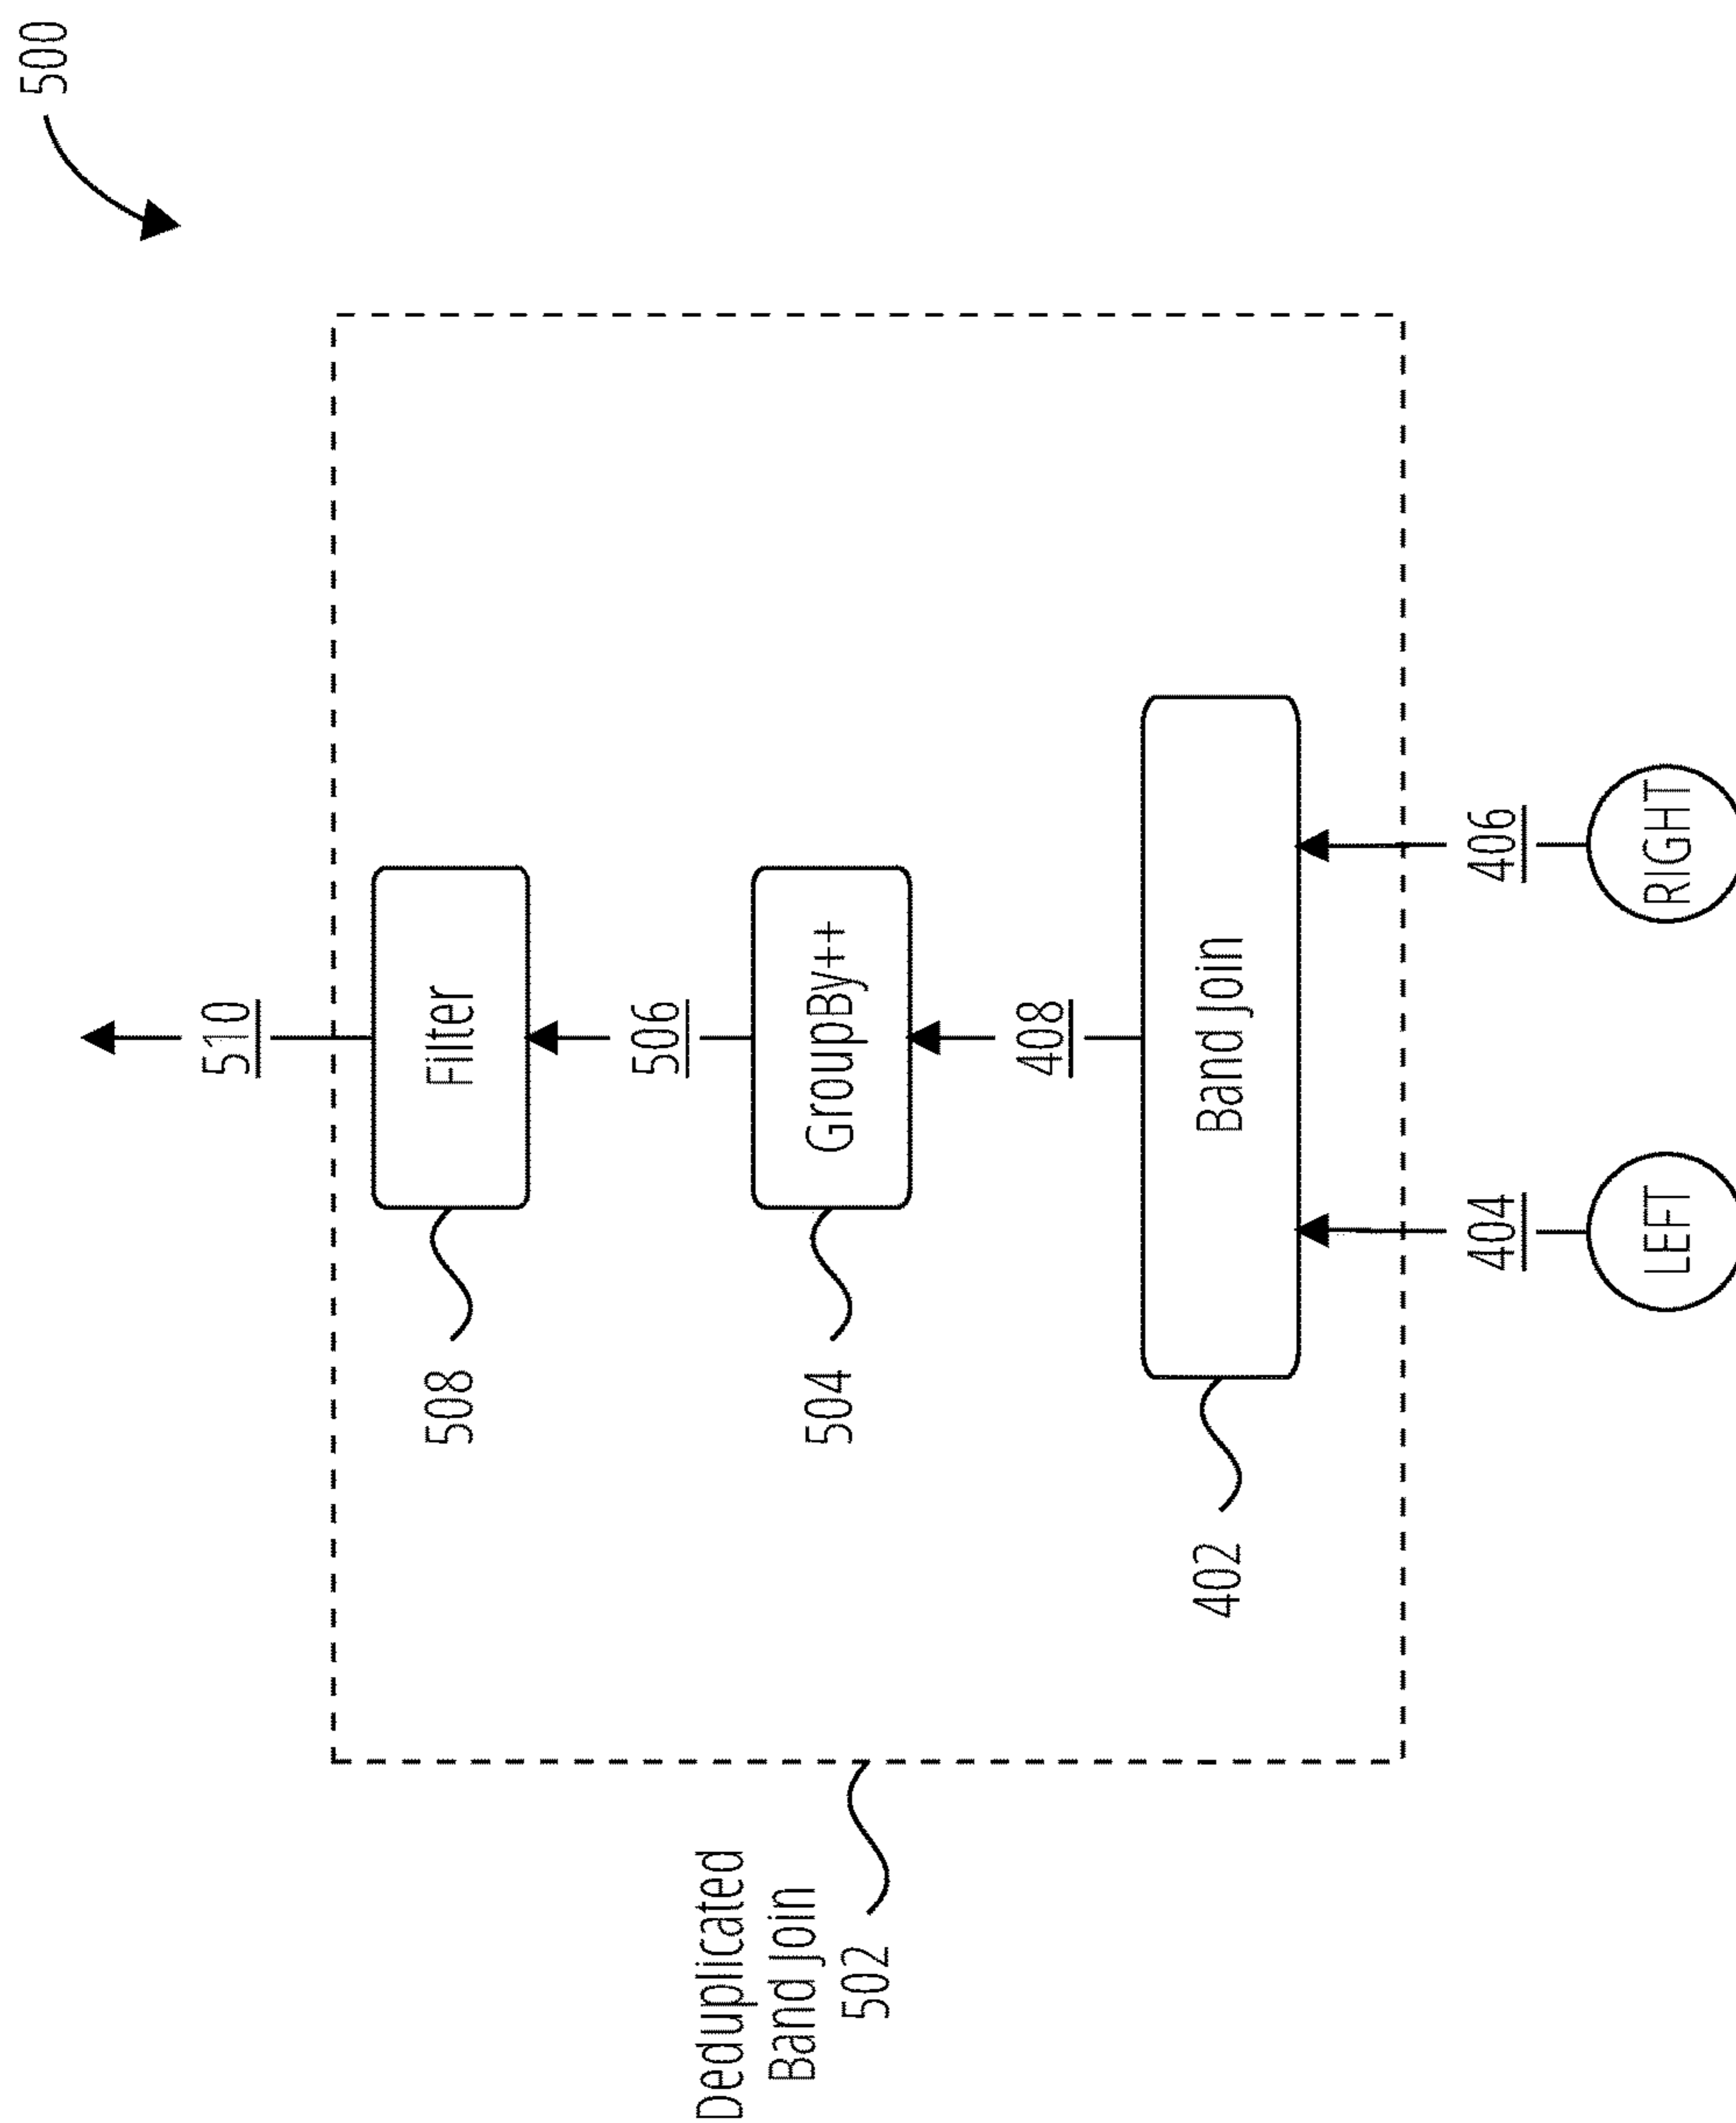 500
510
508
Filter
506
Deduplicated
Band Join
502
504
GroupBy++
408
402
Band Join
404
406
LEFT
RIGHT